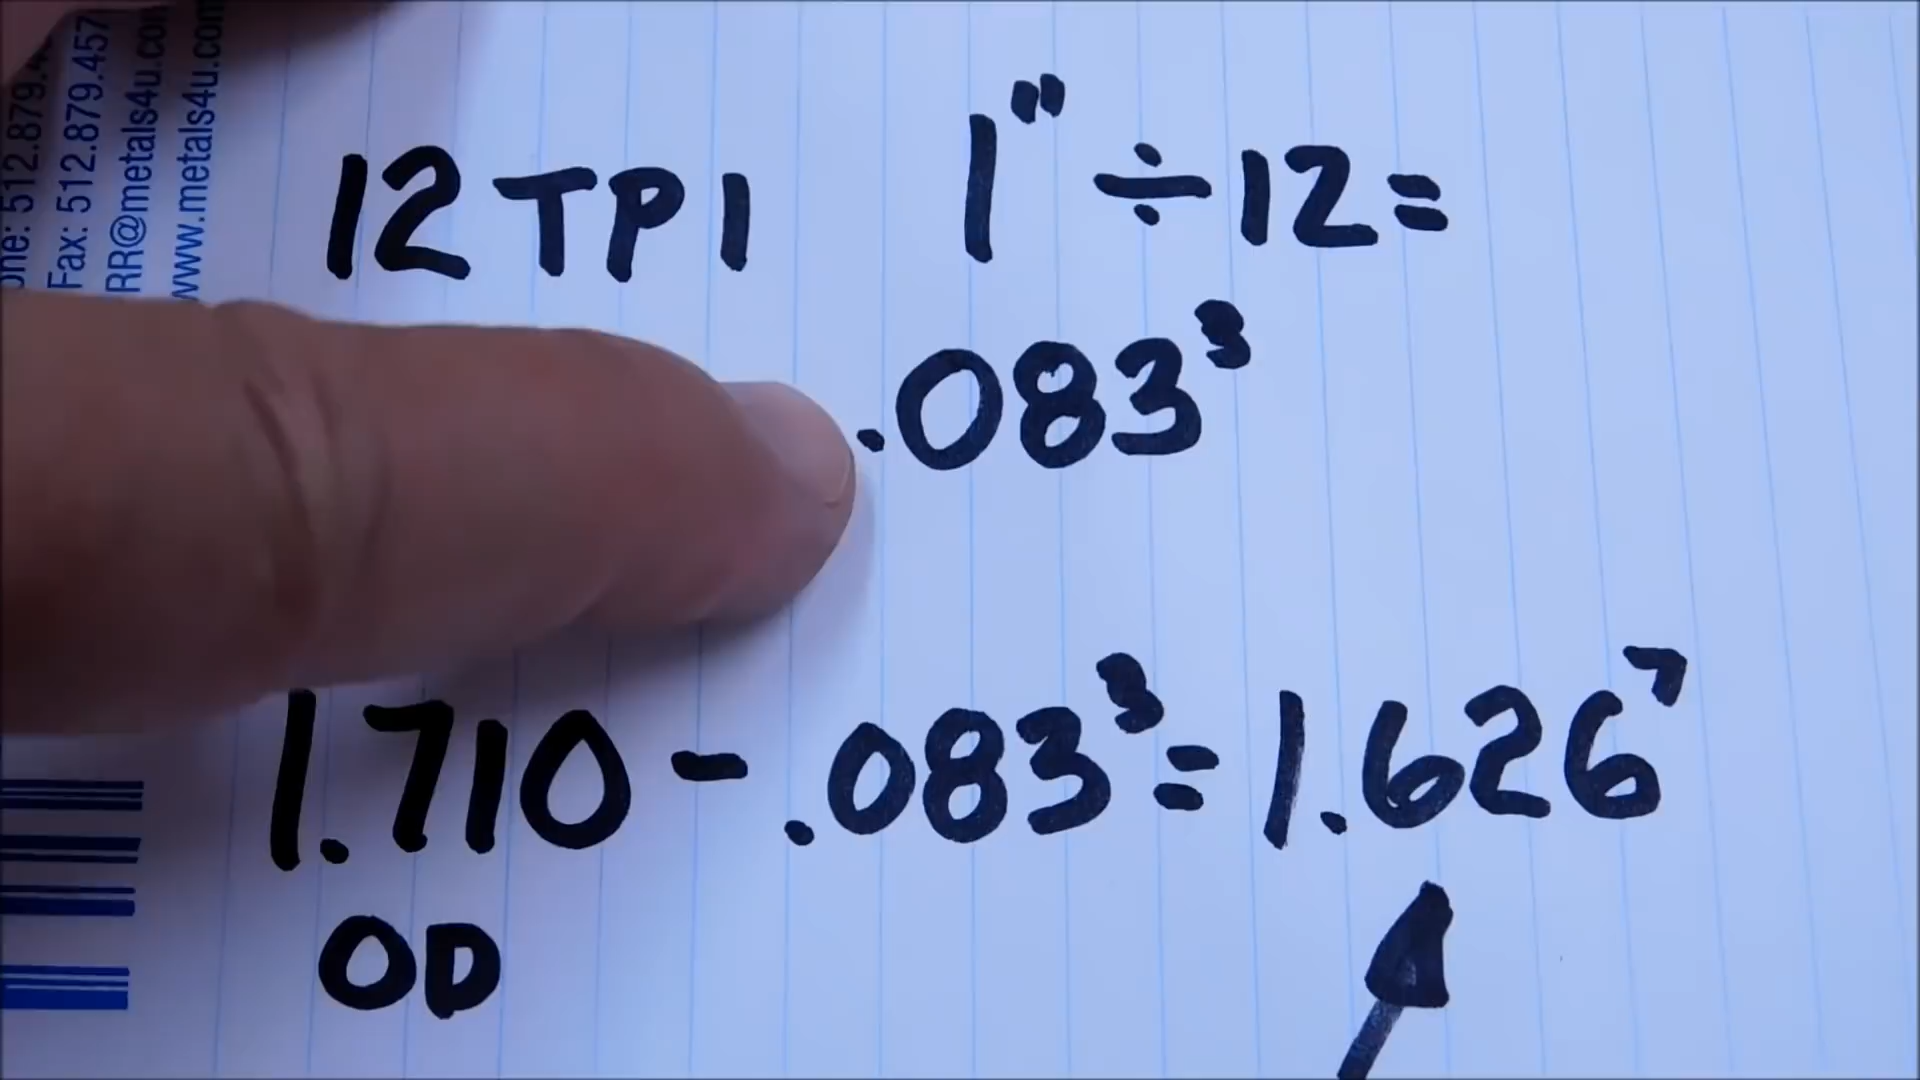 12 TPI 1" ÷ 12 =
.083³
1.710 - .083³ = 1.626⁷
OD
Fax: 512.879.457
RR@metals4u.com
www.metals4u.com